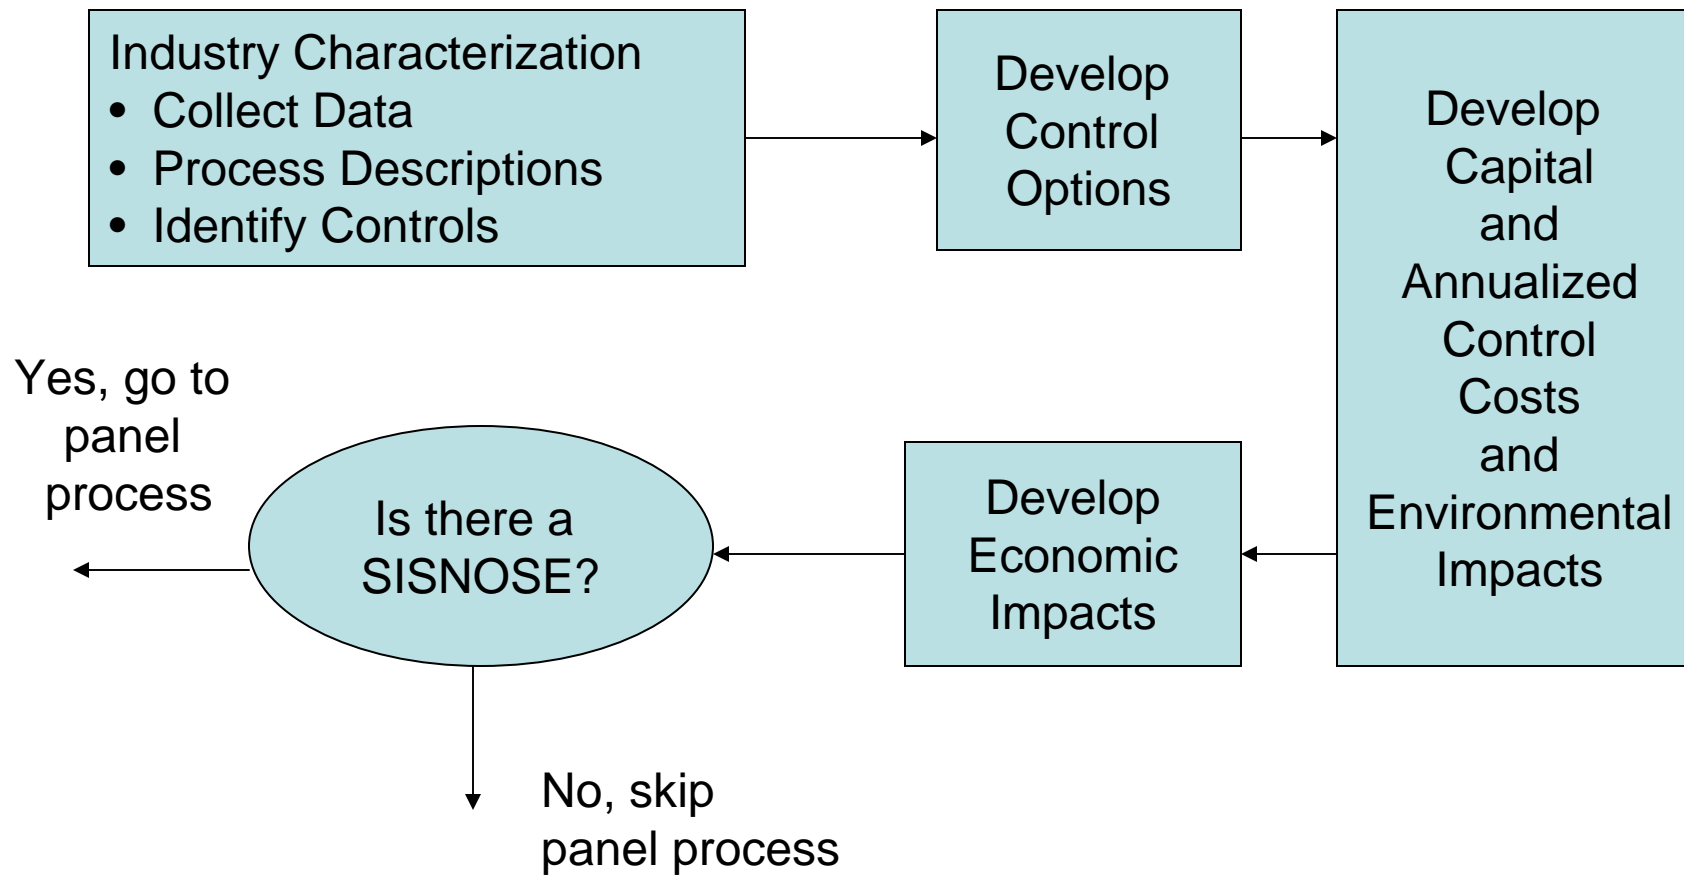 Industry Characterization
• Collect Data
• Process Descriptions
• Identify Controls
Develop
Control
Options
Develop
Capital
and
Annualized
Control
Costs
and
Environmental
Impacts
Develop
Economic
Impacts
Is there a
SISNOSE?
Yes, go to
panel
process
No, skip
panel process